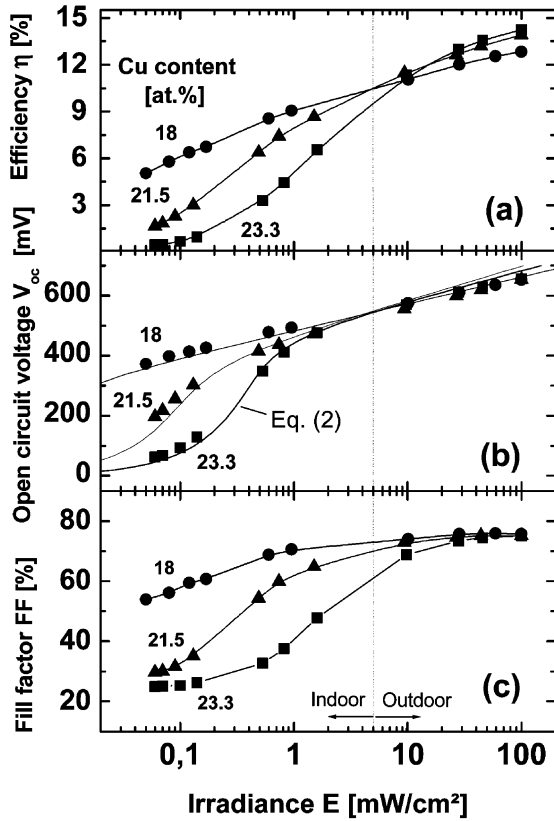 15
12
9
6
3
Efficiency η [%]
Cu content
[at.%]
18
21.5
23.3
(a)
600
400
200
0
Open circuit voltage Voc [mV]
18
21.5
23.3
Eq. (2)
(b)
80
60
40
20
Fill factor FF [%]
18
21.5
23.3
Indoor Outdoor
(c)
0,1 1 10 100
Irradiance E [mW/cm²]